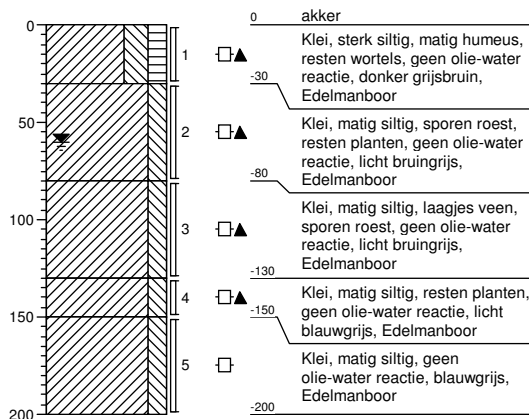 0
50
100
150
200
1
2
3
4
5
0 akker
Klei, sterk siltig, matig humeus,
resten wortels, geen olie-water
reactie, donker grijsbruin,
Edelmanboor
-30
Klei, matig siltig, sporen roest,
resten planten, geen olie-water
reactie, licht bruingrijs,
Edelmanboor
-80
Klei, matig siltig, laagjes veen,
sporen roest, geen olie-water
reactie, licht bruingrijs,
Edelmanboor
-130
Klei, matig siltig, resten planten,
geen olie-water reactie, licht
blauwgrijs, Edelmanboor
-150
Klei, matig siltig, geen
olie-water reactie, blauwgrijs,
Edelmanboor
-200